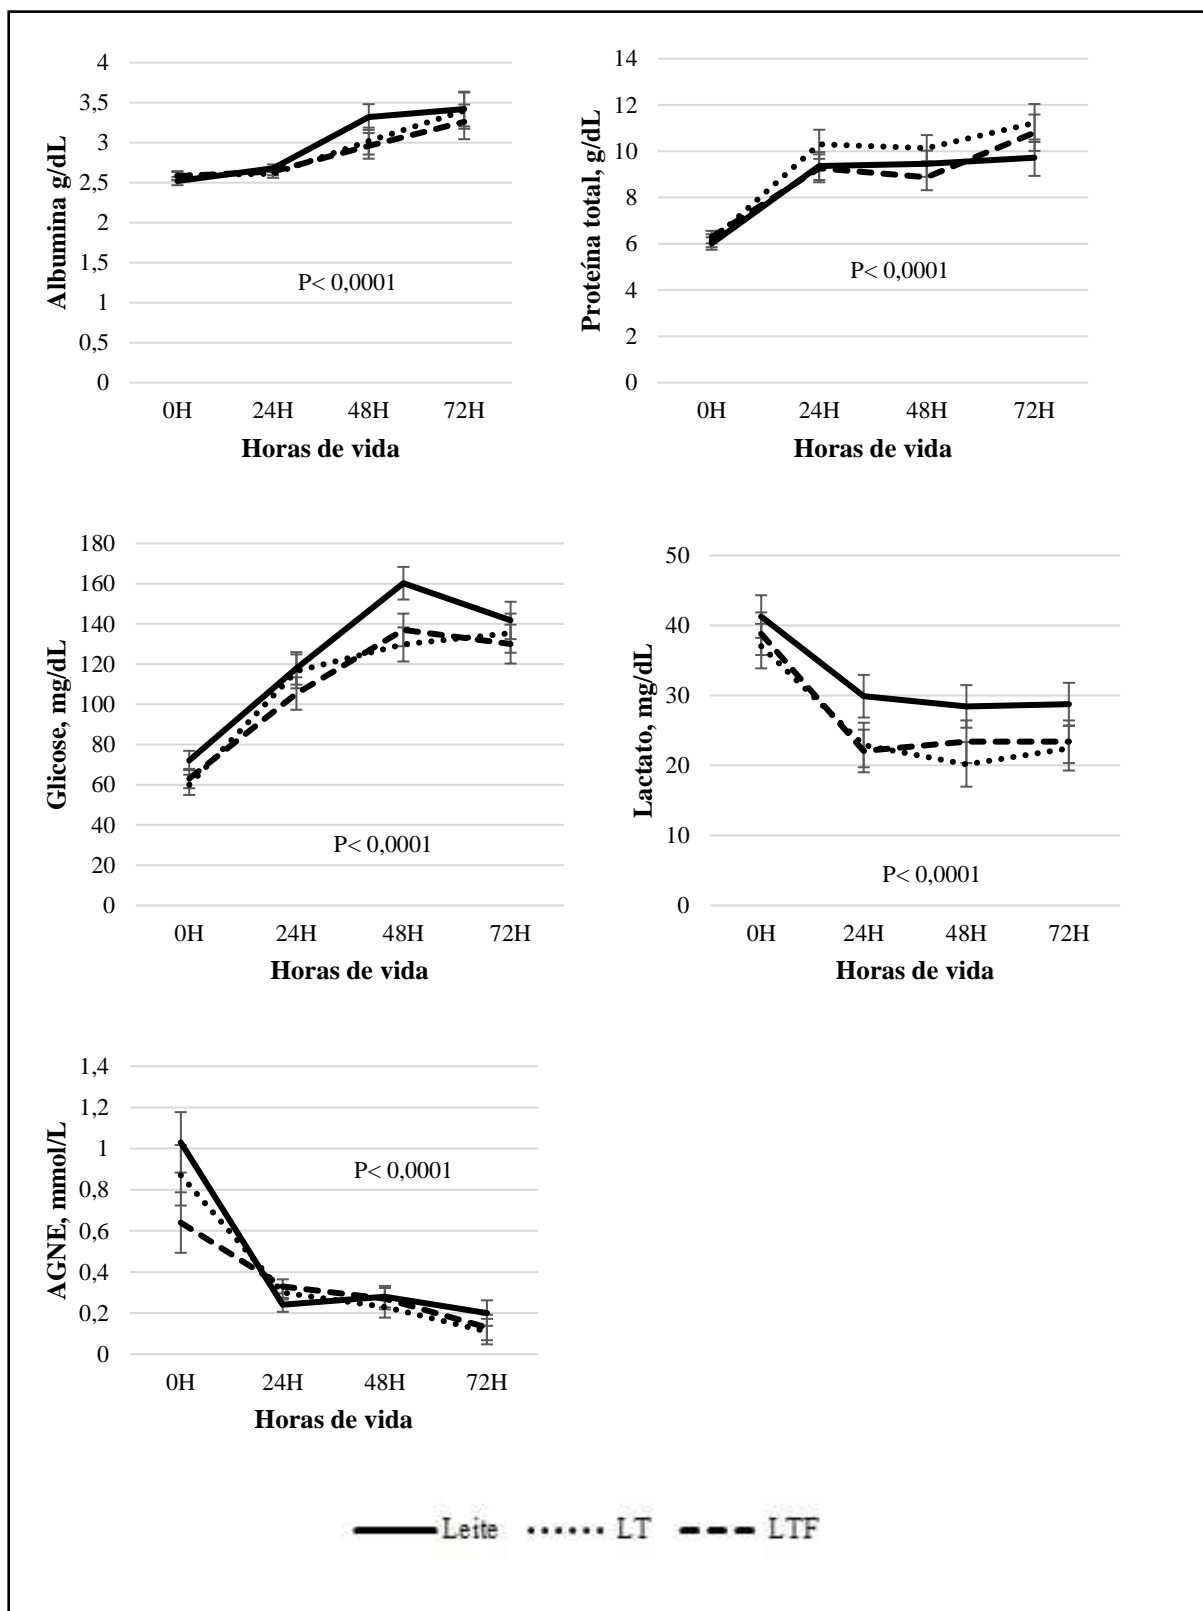 Albumina g/dL
4
3,5
3
2,5
2
1,5
1
0,5
0
P< 0,0001
0H 24H 48H 72H
Horas de vida
Proteína total, g/dL
14
12
10
8
6
4
2
0
P< 0,0001
0H 24H 48H 72H
Horas de vida
Glicose, mg/dL
180
160
140
120
100
80
60
40
20
0
P< 0,0001
0H 24H 48H 72H
Horas de vida
Lactato, mg/dL
50
40
30
20
10
0
P< 0,0001
0H 24H 48H 72H
Horas de vida
AGNE, mmol/L
1,4
1,2
1
0,8
0,6
0,4
0,2
0
P< 0,0001
0H 24H 48H 72H
Horas de vida
Leite LT LTF